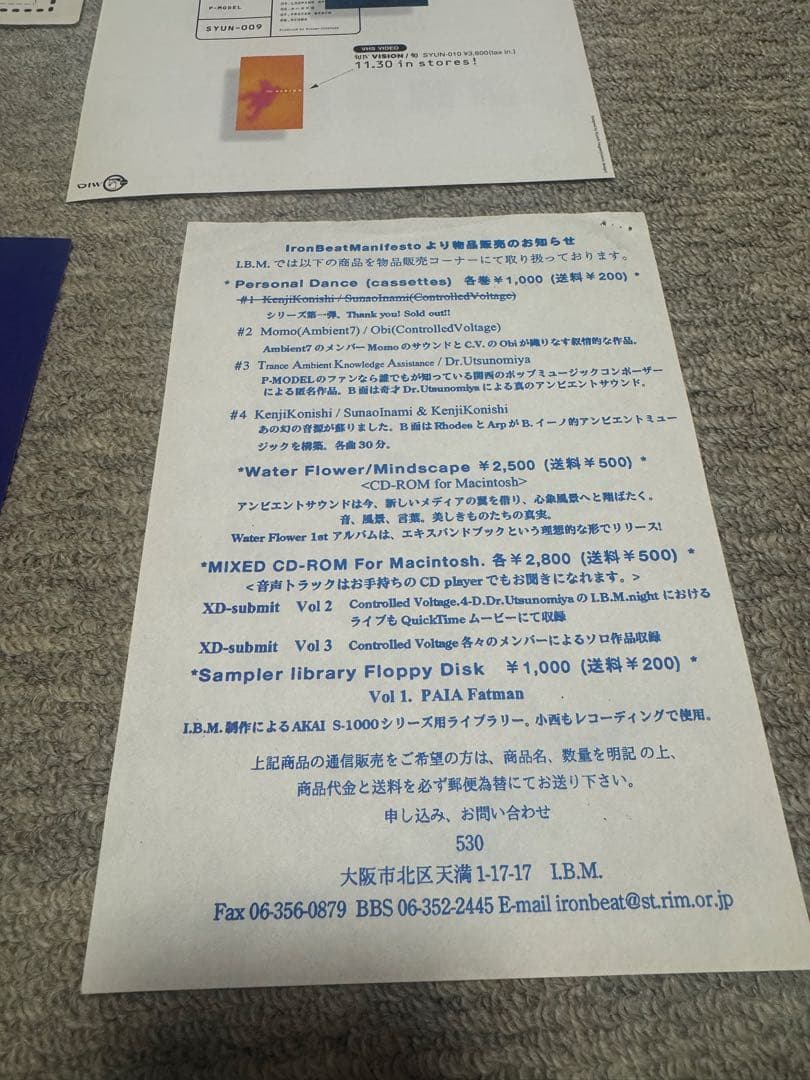 P-MODEL
SYUN-009
VHS VIDEO
VISION / 旬 SYUN-010 ¥3,800(tax in.)
11.30 in stores!
DIW
IronBeatManifesto より物品販売のお知らせ
I.B.M. では以下の商品を物品販売コーナーにて取り扱っております。
* Personal Dance (cassettes) 各巻￥1,000 (送料￥200) *
#1 KenjiKonishi / SunaoInami(ControlledVoltage)
シリーズ第一弾、Thank you! Sold out!!
#2 Momo(Ambient7) / Obi(ControlledVoltage)
Ambient7 のメンバー Momo のサウンドと C.V. の Obi が織りなす叙情的な作品。
#3 Trance Ambient Knowledge Assistance / Dr.Utsunomiya
P-MODEL のファンなら誰でもが知っている関西のポップミュージックコンポーザー
による匿名作品。B 面は奇才 Dr.Utsunomiya による真のアンビエントサウンド。
#4 KenjiKonishi / SunaoInami & KenjiKonishi
あの幻の音源が蘇りました。B 面は Rhodes と Arp が B. イーノ的アンビエントミュー
ジックを構築。各曲 30 分。
*Water Flower/Mindscape ￥2,500 (送料￥500) *
<CD-ROM for Macintosh>
アンビエントサウンドは今、新しいメディアの翼を借り、心象風景へと翔ばたく。
音、風景、言葉。美しきものたちの真実。
Water Flower 1st アルバムは、エキスパンドブックという理想的な形でリリース!
*MIXED CD-ROM For Macintosh. 各￥2,800 (送料￥500) *
<音声トラックはお手持ちの CD player でもお聞きになれます。>
XD-submit Vol 2 Controlled Voltage.4-D.Dr.Utsunomiya の I.B.M.night における
ライブも QuickTime ムービーにて収録
XD-submit Vol 3 Controlled Voltage 各々のメンバーによるソロ作品収録
*Sampler library Floppy Disk ￥1,000 (送料￥200) *
Vol 1. PAIA Fatman
I.B.M. 制作による AKAI S-1000 シリーズ用ライブラリー。小西もレコーディングで使用。
上記商品の通信販売をご希望の方は、商品名、数量を明記 の上、
商品代金と送料を必ず郵便為替にてお送り下さい。
申し込み、お問い合わせ
530
大阪市北区天満 1-17-17 I.B.M.
Fax 06-356-0879 BBS 06-352-2445 E-mail ironbeat@st.rim.or.jp